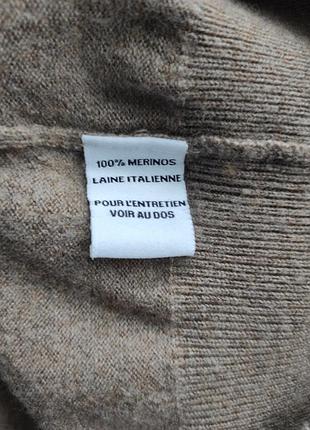 100% MERINOS
LAINE ITALIENNE
POUR L'ENTRETIEN
VOIR AU DOS